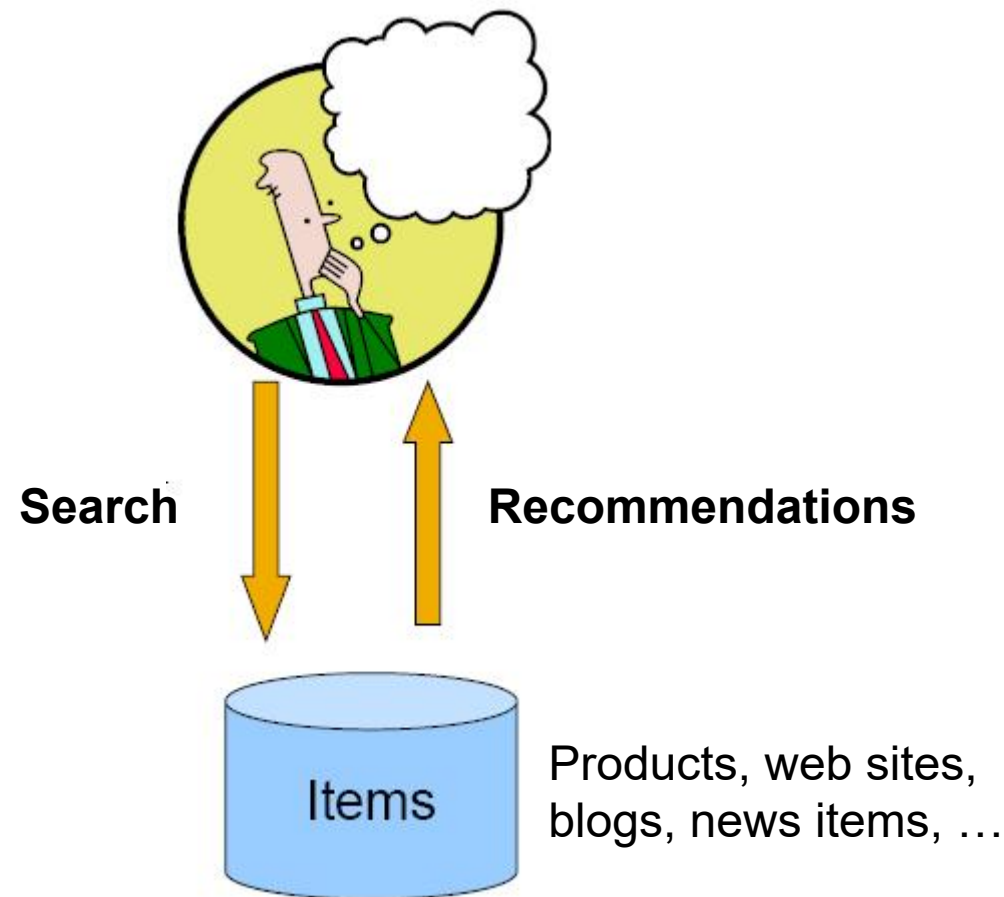 Search
Recommendations
Items
Products, web sites,
blogs, news items, …